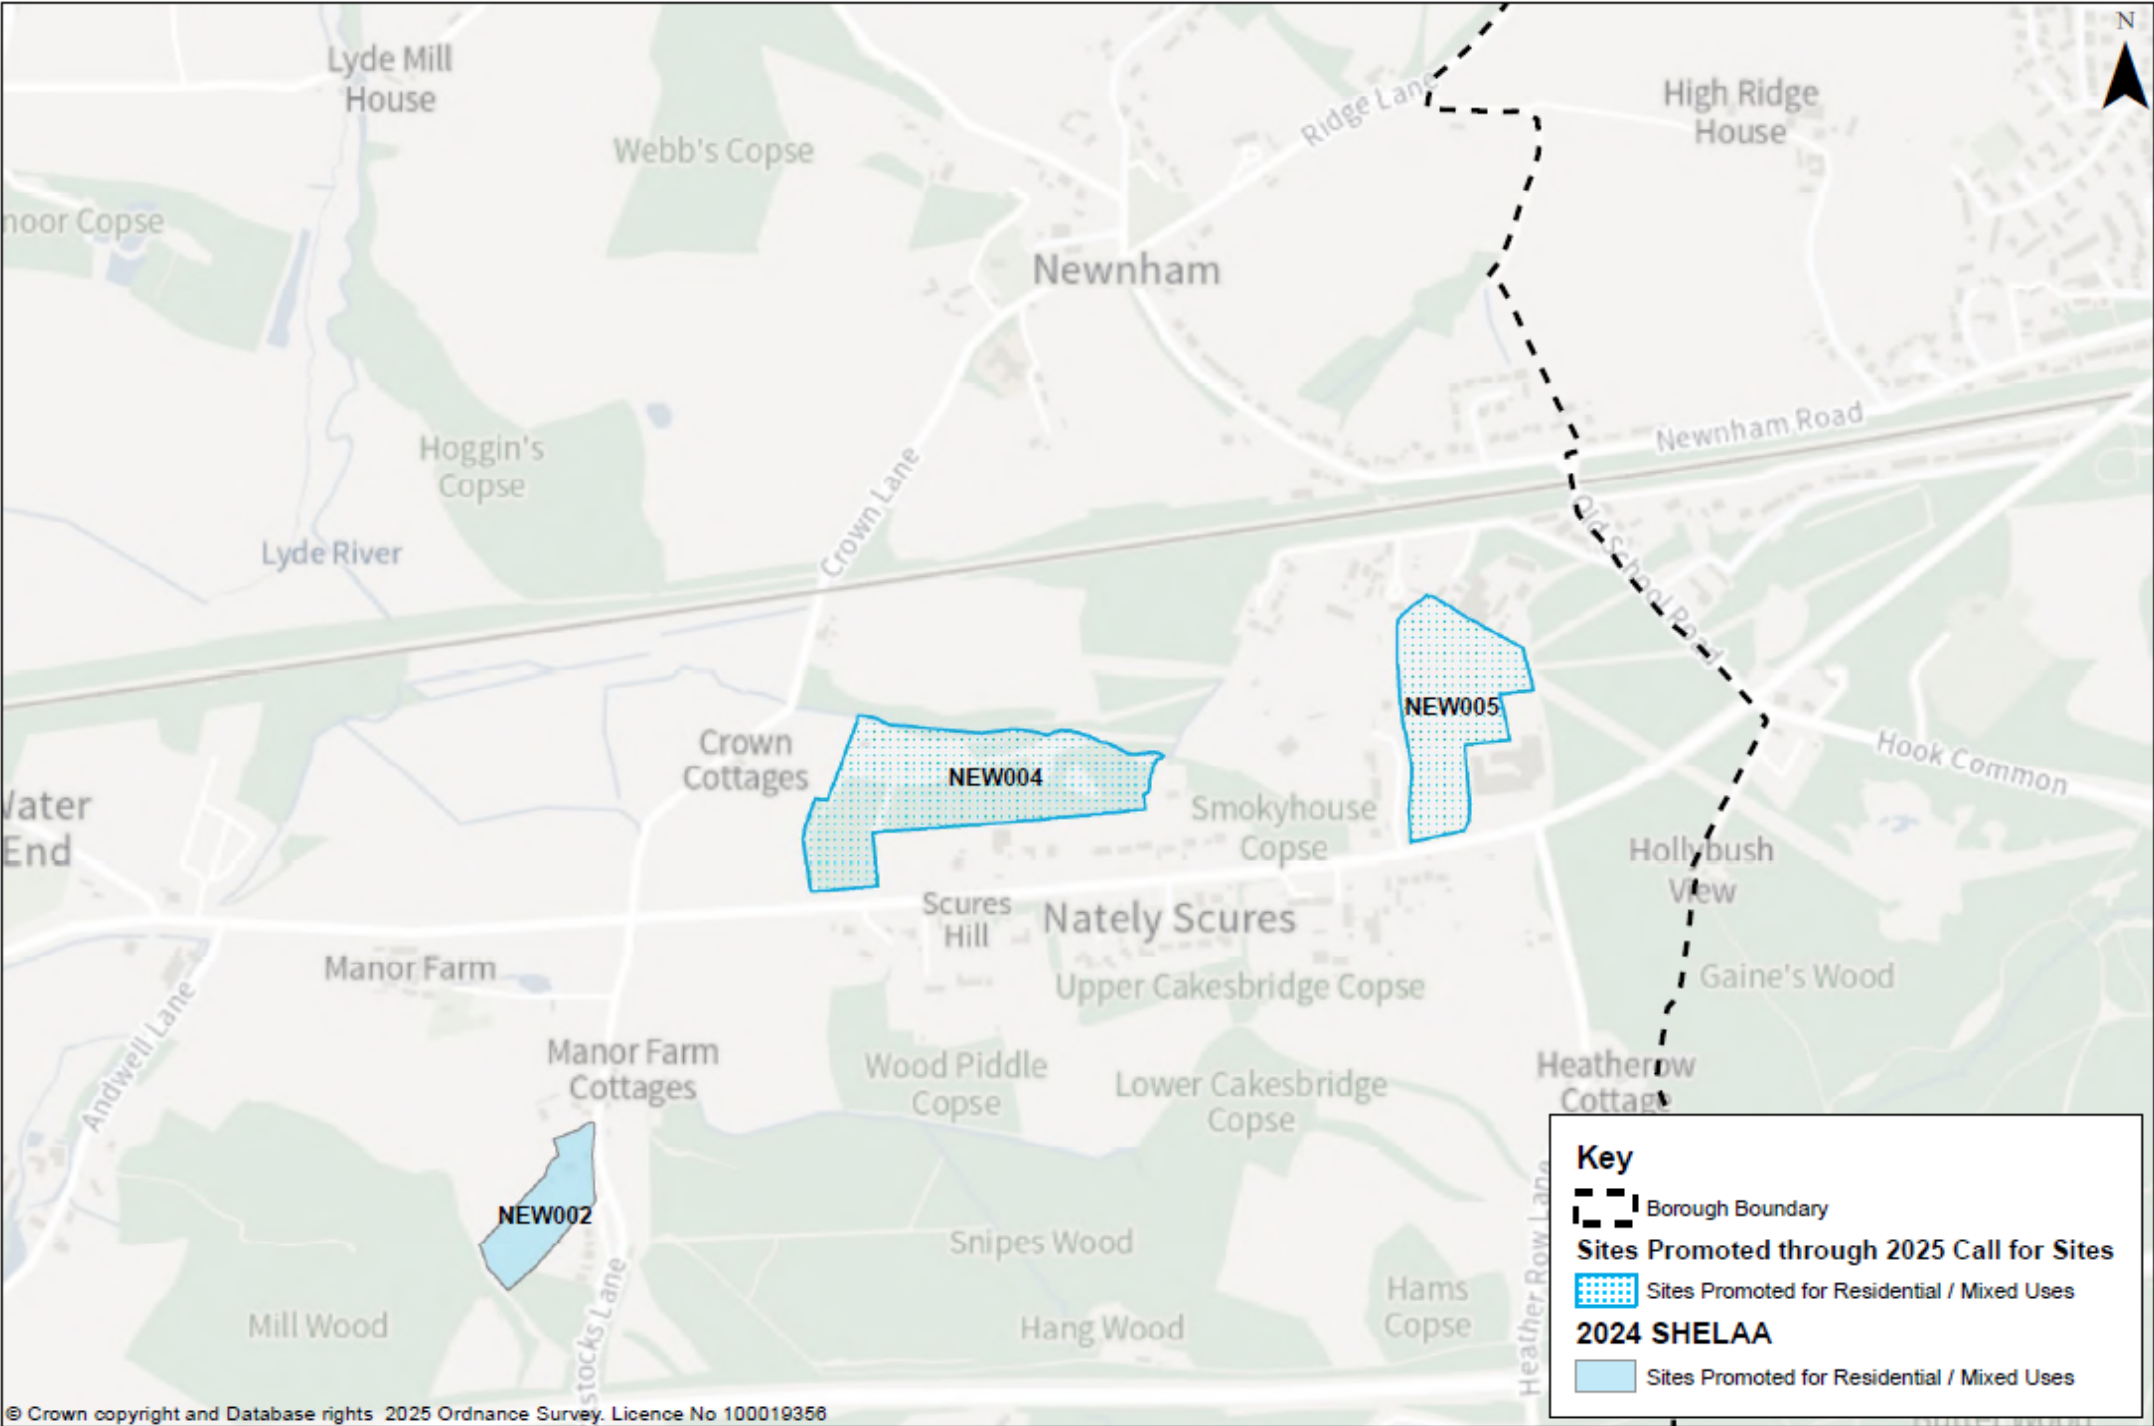 N
Lyde Mill
House
High Ridge
House
Ridge Lane
Webb's Copse
noor Copse
Newnham
Newnham Road
Hoggin's
Copse
Crown Lane
Old School Road
Lyde River
NEW005
Crown
Cottages
NEW004
Hook Common
Water
End
Smokyhouse
Copse
Hollybush
View
Scures
Hill
Nately Scures
Manor Farm
Upper Cakesbridge Copse
Gaine's Wood
Andwell Lane
Manor Farm
Cottages
Wood Piddle
Copse
Lower Cakesbridge
Copse
Heatherow
Cottage
NEW002
Snipes Wood
Mill Wood
Hang Wood
Hams
Copse
Heather Row Lane
stocks Lane
Key
Borough Boundary
Sites Promoted through 2025 Call for Sites
Sites Promoted for Residential / Mixed Uses
2024 SHELAA
Sites Promoted for Residential / Mixed Uses
© Crown copyright and Database rights 2025 Ordnance Survey. Licence No 100019356